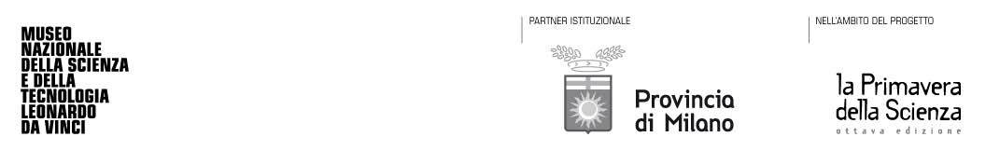 MUSEO
NAZIONALE
DELLA SCIENZA
E DELLA
TECNOLOGIA
LEONARDO
DA VINCI
PARTNER ISTITUZIONALE
Provincia
di Milano
NELL'AMBITO DEL PROGETTO
la Primavera
della Scienza
ottava edizione